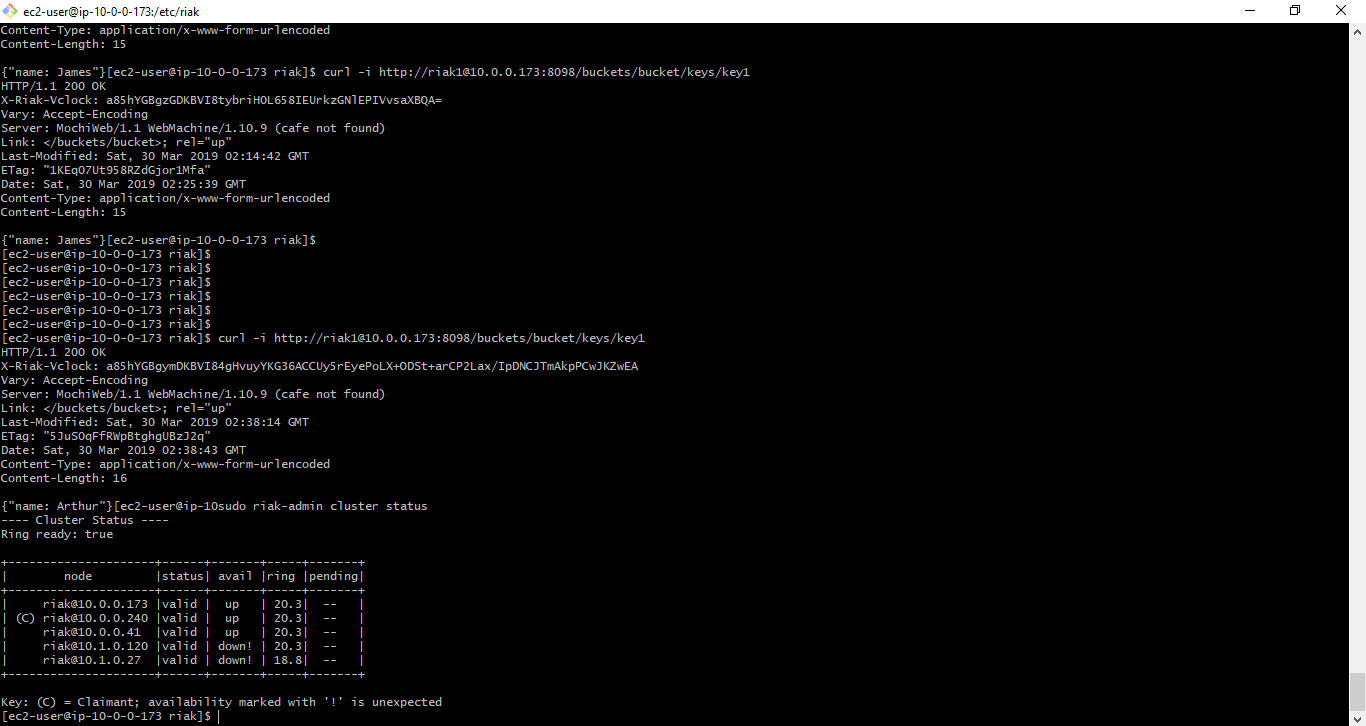 ec2-user@ip-10-0-0-173:/etc/riak
Content-Type: application/x-www-form-urlencoded
Content-Length: 15
{"name: James"}[ec2-user@ip-10-0-0-173 riak]$ curl -i http://riak1@10.0.0.173:8098/buckets/bucket/keys/key1
HTTP/1.1 200 OK
X-Riak-Vclock: a85hYGBgzGDKBVI8tybriHOL658IEUrkzGNlEPIVvsaXBQA=
Vary: Accept-Encoding
Server: MochiWeb/1.1 WebMachine/1.10.9 (cafe not found)
Link: </buckets/bucket>; rel="up"
Last-Modified: Sat, 30 Mar 2019 02:14:42 GMT
ETag: "1KEqO7Ut958RZdGjor1Mfa"
Date: Sat, 30 Mar 2019 02:25:39 GMT
Content-Type: application/x-www-form-urlencoded
Content-Length: 15
{"name: James"}[ec2-user@ip-10-0-0-173 riak]$
[ec2-user@ip-10-0-0-173 riak]$
[ec2-user@ip-10-0-0-173 riak]$
[ec2-user@ip-10-0-0-173 riak]$
[ec2-user@ip-10-0-0-173 riak]$
[ec2-user@ip-10-0-0-173 riak]$
[ec2-user@ip-10-0-0-173 riak]$
[ec2-user@ip-10-0-0-173 riak]$ curl -i http://riak1@10.0.0.173:8098/buckets/bucket/keys/key1
HTTP/1.1 200 OK
X-Riak-Vclock: a85hYGBgymDKBVI84gHvuyYKG36ACCUy5rEyePoLX+ODSt+arCP2Lax/IpDNCJTmAkpPCwJKZwEA
Vary: Accept-Encoding
Server: MochiWeb/1.1 WebMachine/1.10.9 (cafe not found)
Link: </buckets/bucket>; rel="up"
Last-Modified: Sat, 30 Mar 2019 02:38:14 GMT
ETag: "5JuSOqFfRWpBtghgUBzJ2q"
Date: Sat, 30 Mar 2019 02:38:43 GMT
Content-Type: application/x-www-form-urlencoded
Content-Length: 16
{"name: Arthur"}[ec2-user@ip-10sudo riak-admin cluster status
---- Cluster Status ----
Ring ready: true
+---------------------+------+-------+-----+-------+
|        node         |status| avail |ring |pending|
+---------------------+------+-------+-----+-------+
|     riak@10.0.0.173 |valid |  up   | 20.3|  --   |
| (C) riak@10.0.0.240 |valid |  up   | 20.3|  --   |
|     riak@10.0.0.41  |valid |  up   | 20.3|  --   |
|     riak@10.1.0.120 |valid | down! | 20.3|  --   |
|     riak@10.1.0.27  |valid | down! | 18.8|  --   |
+---------------------+------+-------+-----+-------+
Key: (C) = Claimant; availability marked with '!' is unexpected
[ec2-user@ip-10-0-0-173 riak]$